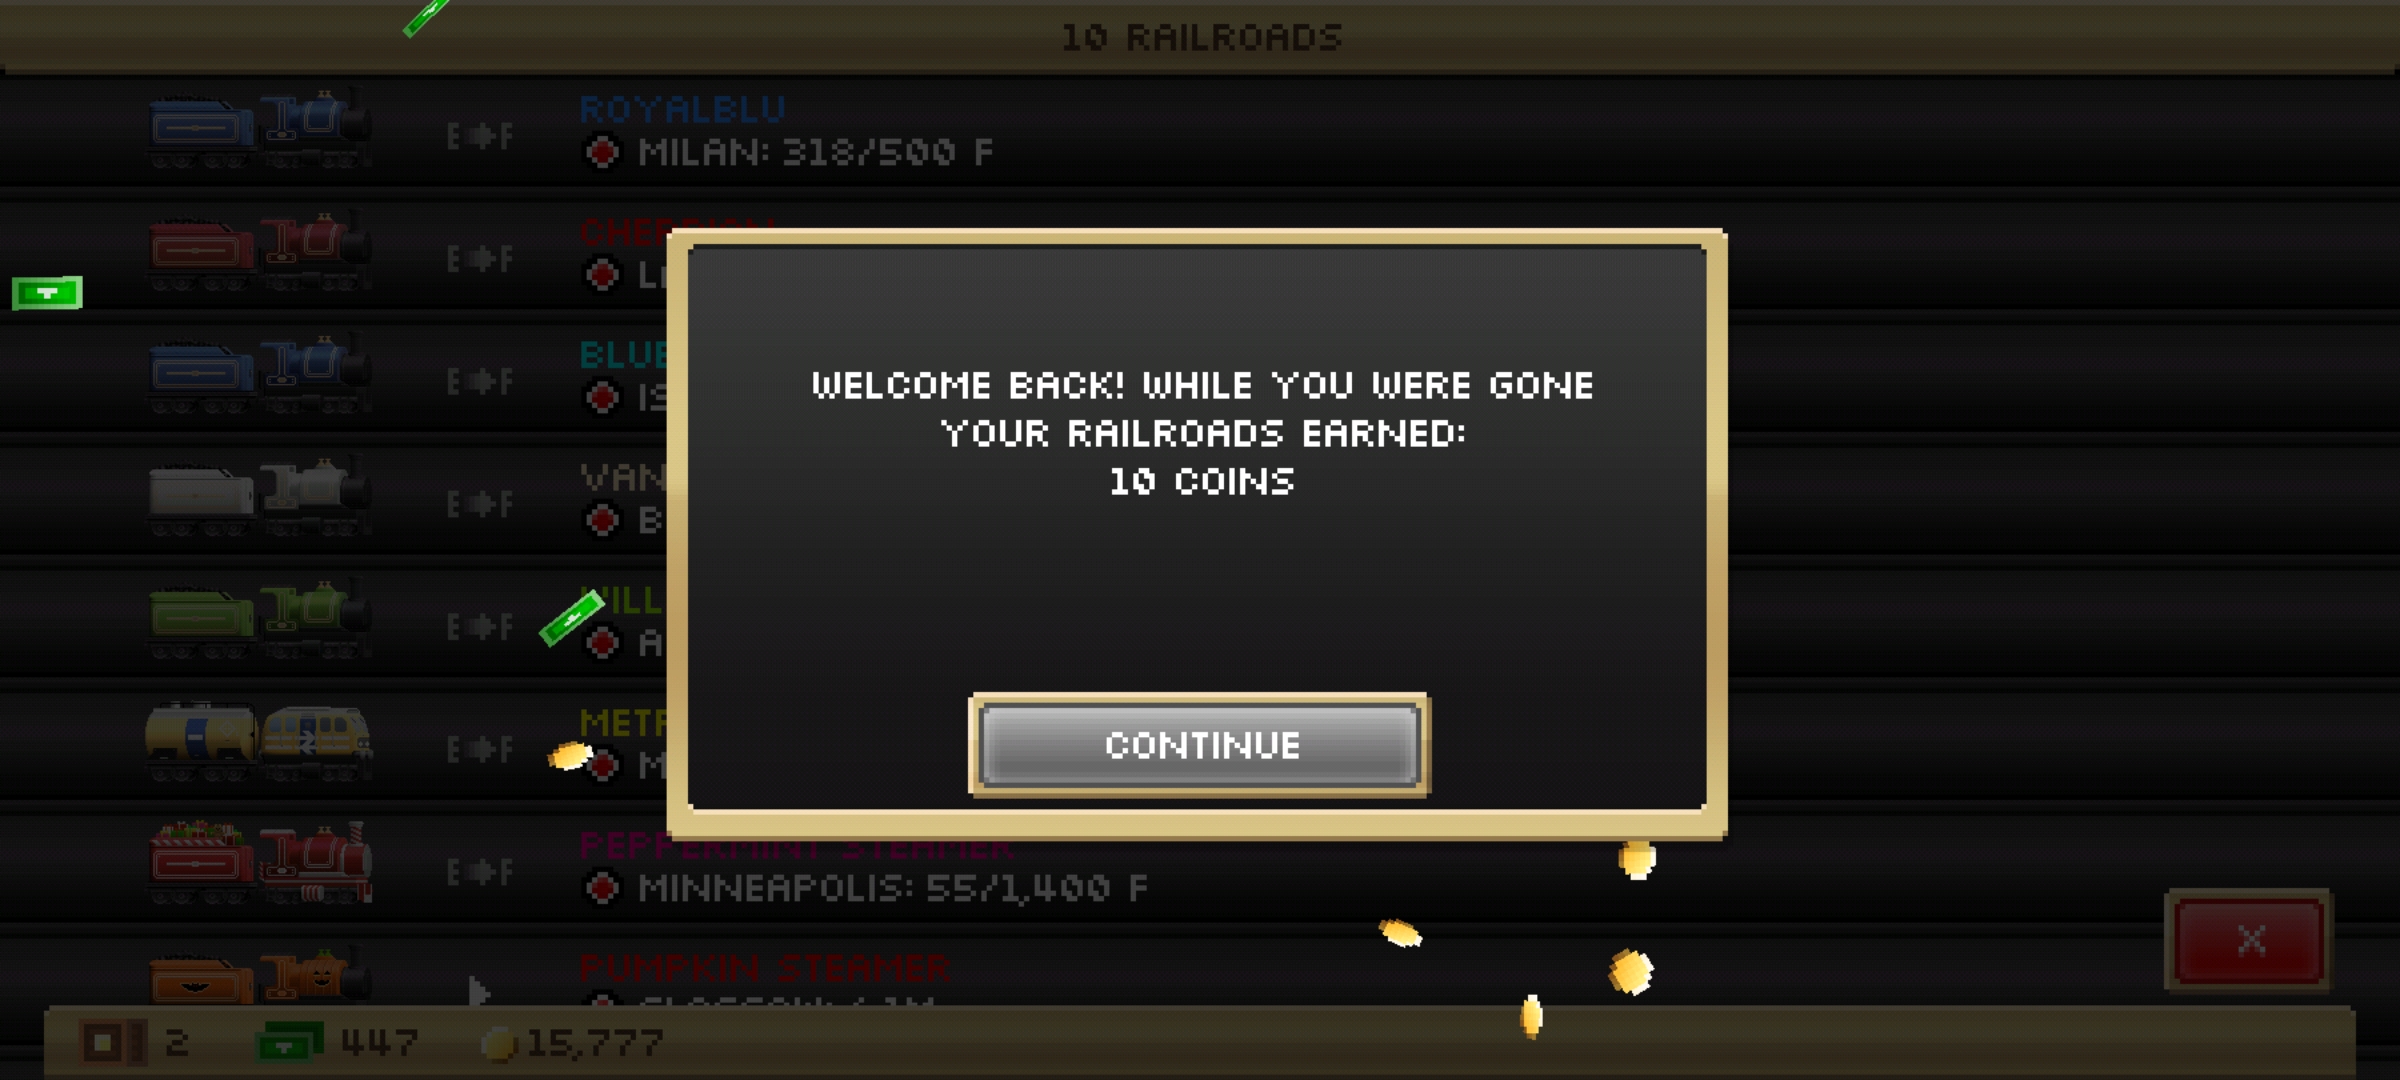 10 RAILROADS
ROYALBLU
E F
MILAN: 318/500 F
E F
BLUE
E F
VAN
E F
B
E F
A
E F
M
WELCOME BACK! WHILE YOU WERE GONE
YOUR RAILROADS EARNED:
10 COINS
CONTINUE
PEPPERMINT STEAMER
E F
MINNEAPOLIS: 55/1,400 F
X
PUMPKIN STEAMER
2 447 15,777